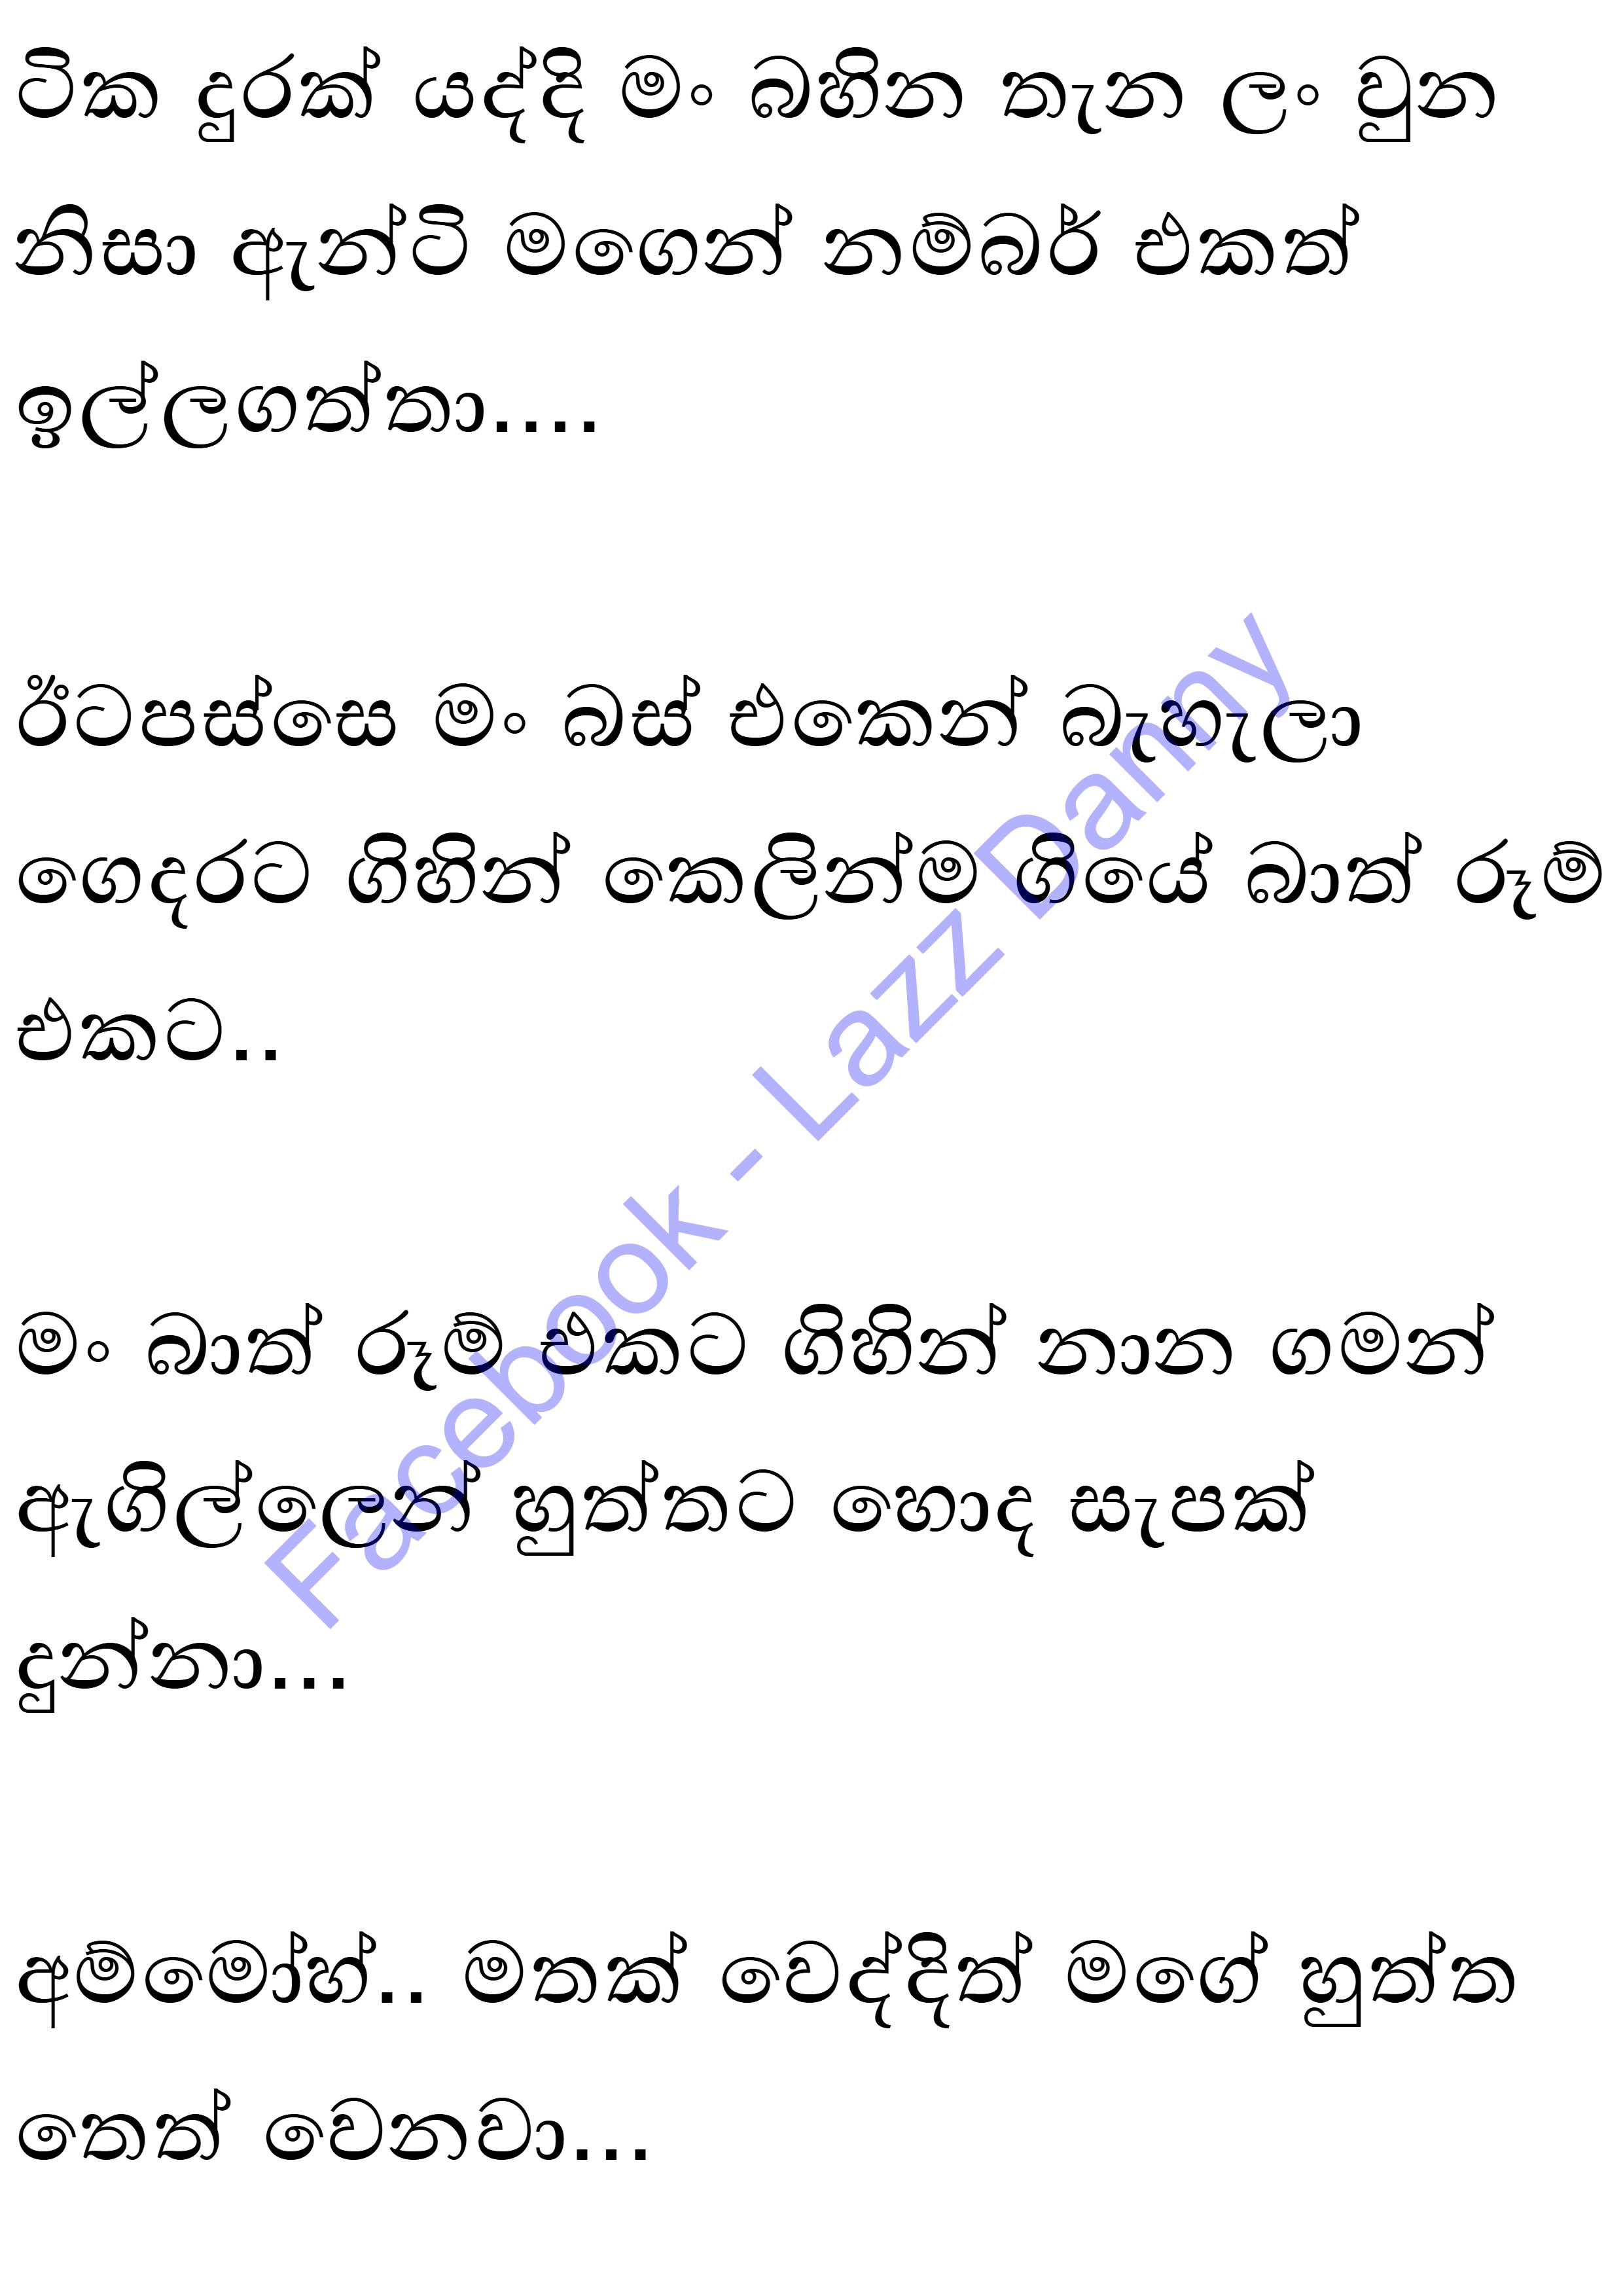 ටික දුරක් යද්දි මං බහින තැන ලං වුන
නිසා ඇන්ටි මගෙන් නම්බර් එකත්
ඉල්ලගත්තා....
ඊටපස්සෙ මං බස් එකෙන් බැහැලා
ගෙදරට ගිහින් කෙලින්ම ගියේ බාත් රූම්
එකට..
මං බාත් රූම් එකට ගිහින් නාන ගමන්
ඇගිල්ලෙන් හුත්තට හොද සැපක්
දුන්නා...
අම්මෝහ්.. මතක් වෙද්දිත් මගේ හුත්ත
තෙත් වෙනවා...
Facebook - Lazz Danny